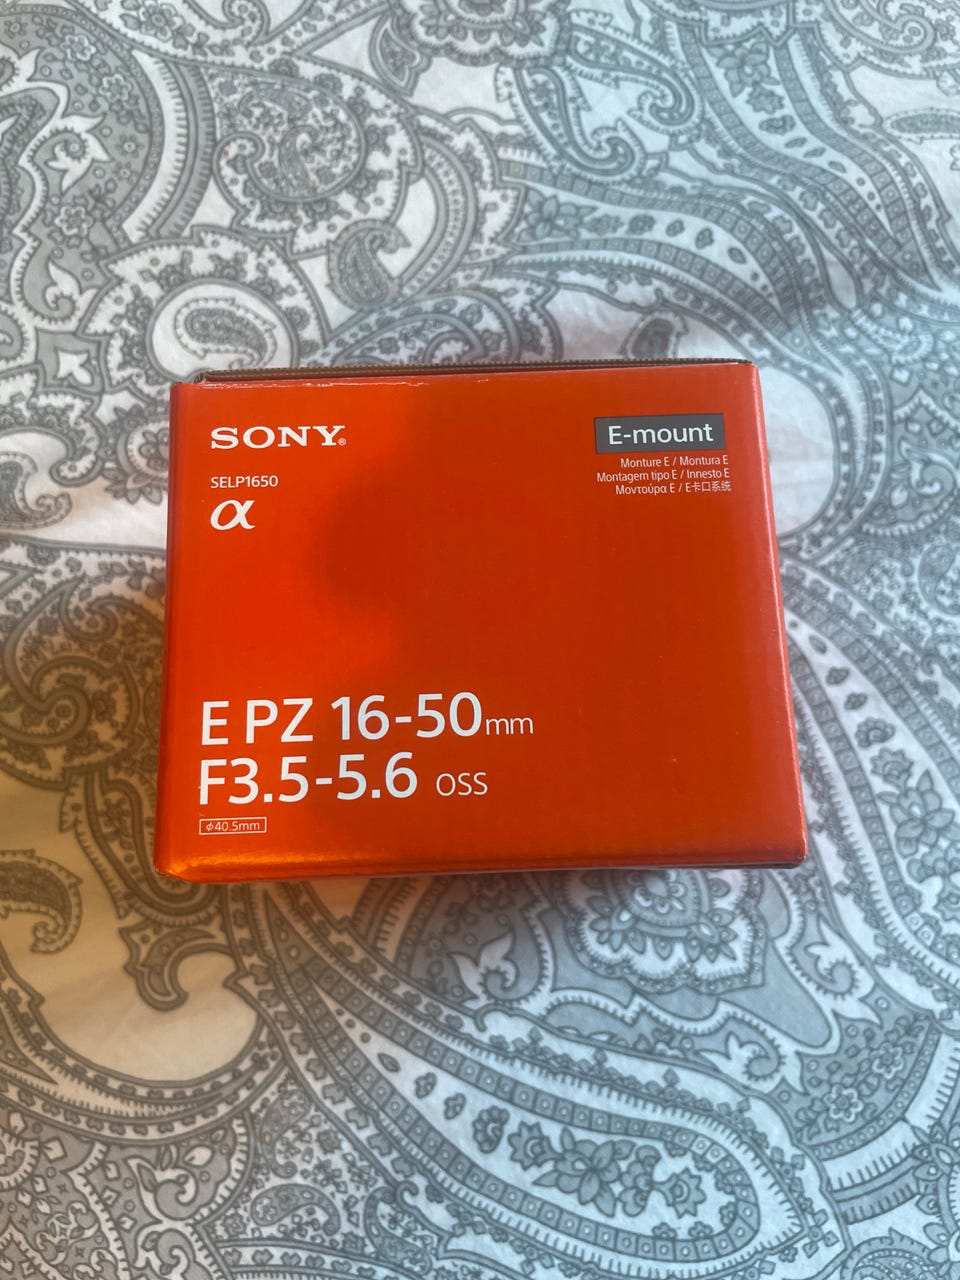 SONY®
SELP1650
α
E-mount
Monture E / Montura E
Montagem tipo E / Innesto E
Μοντούρα E / E卡口系统
E PZ 16-50mm
F3.5-5.6 OSS
ϕ40.5mm